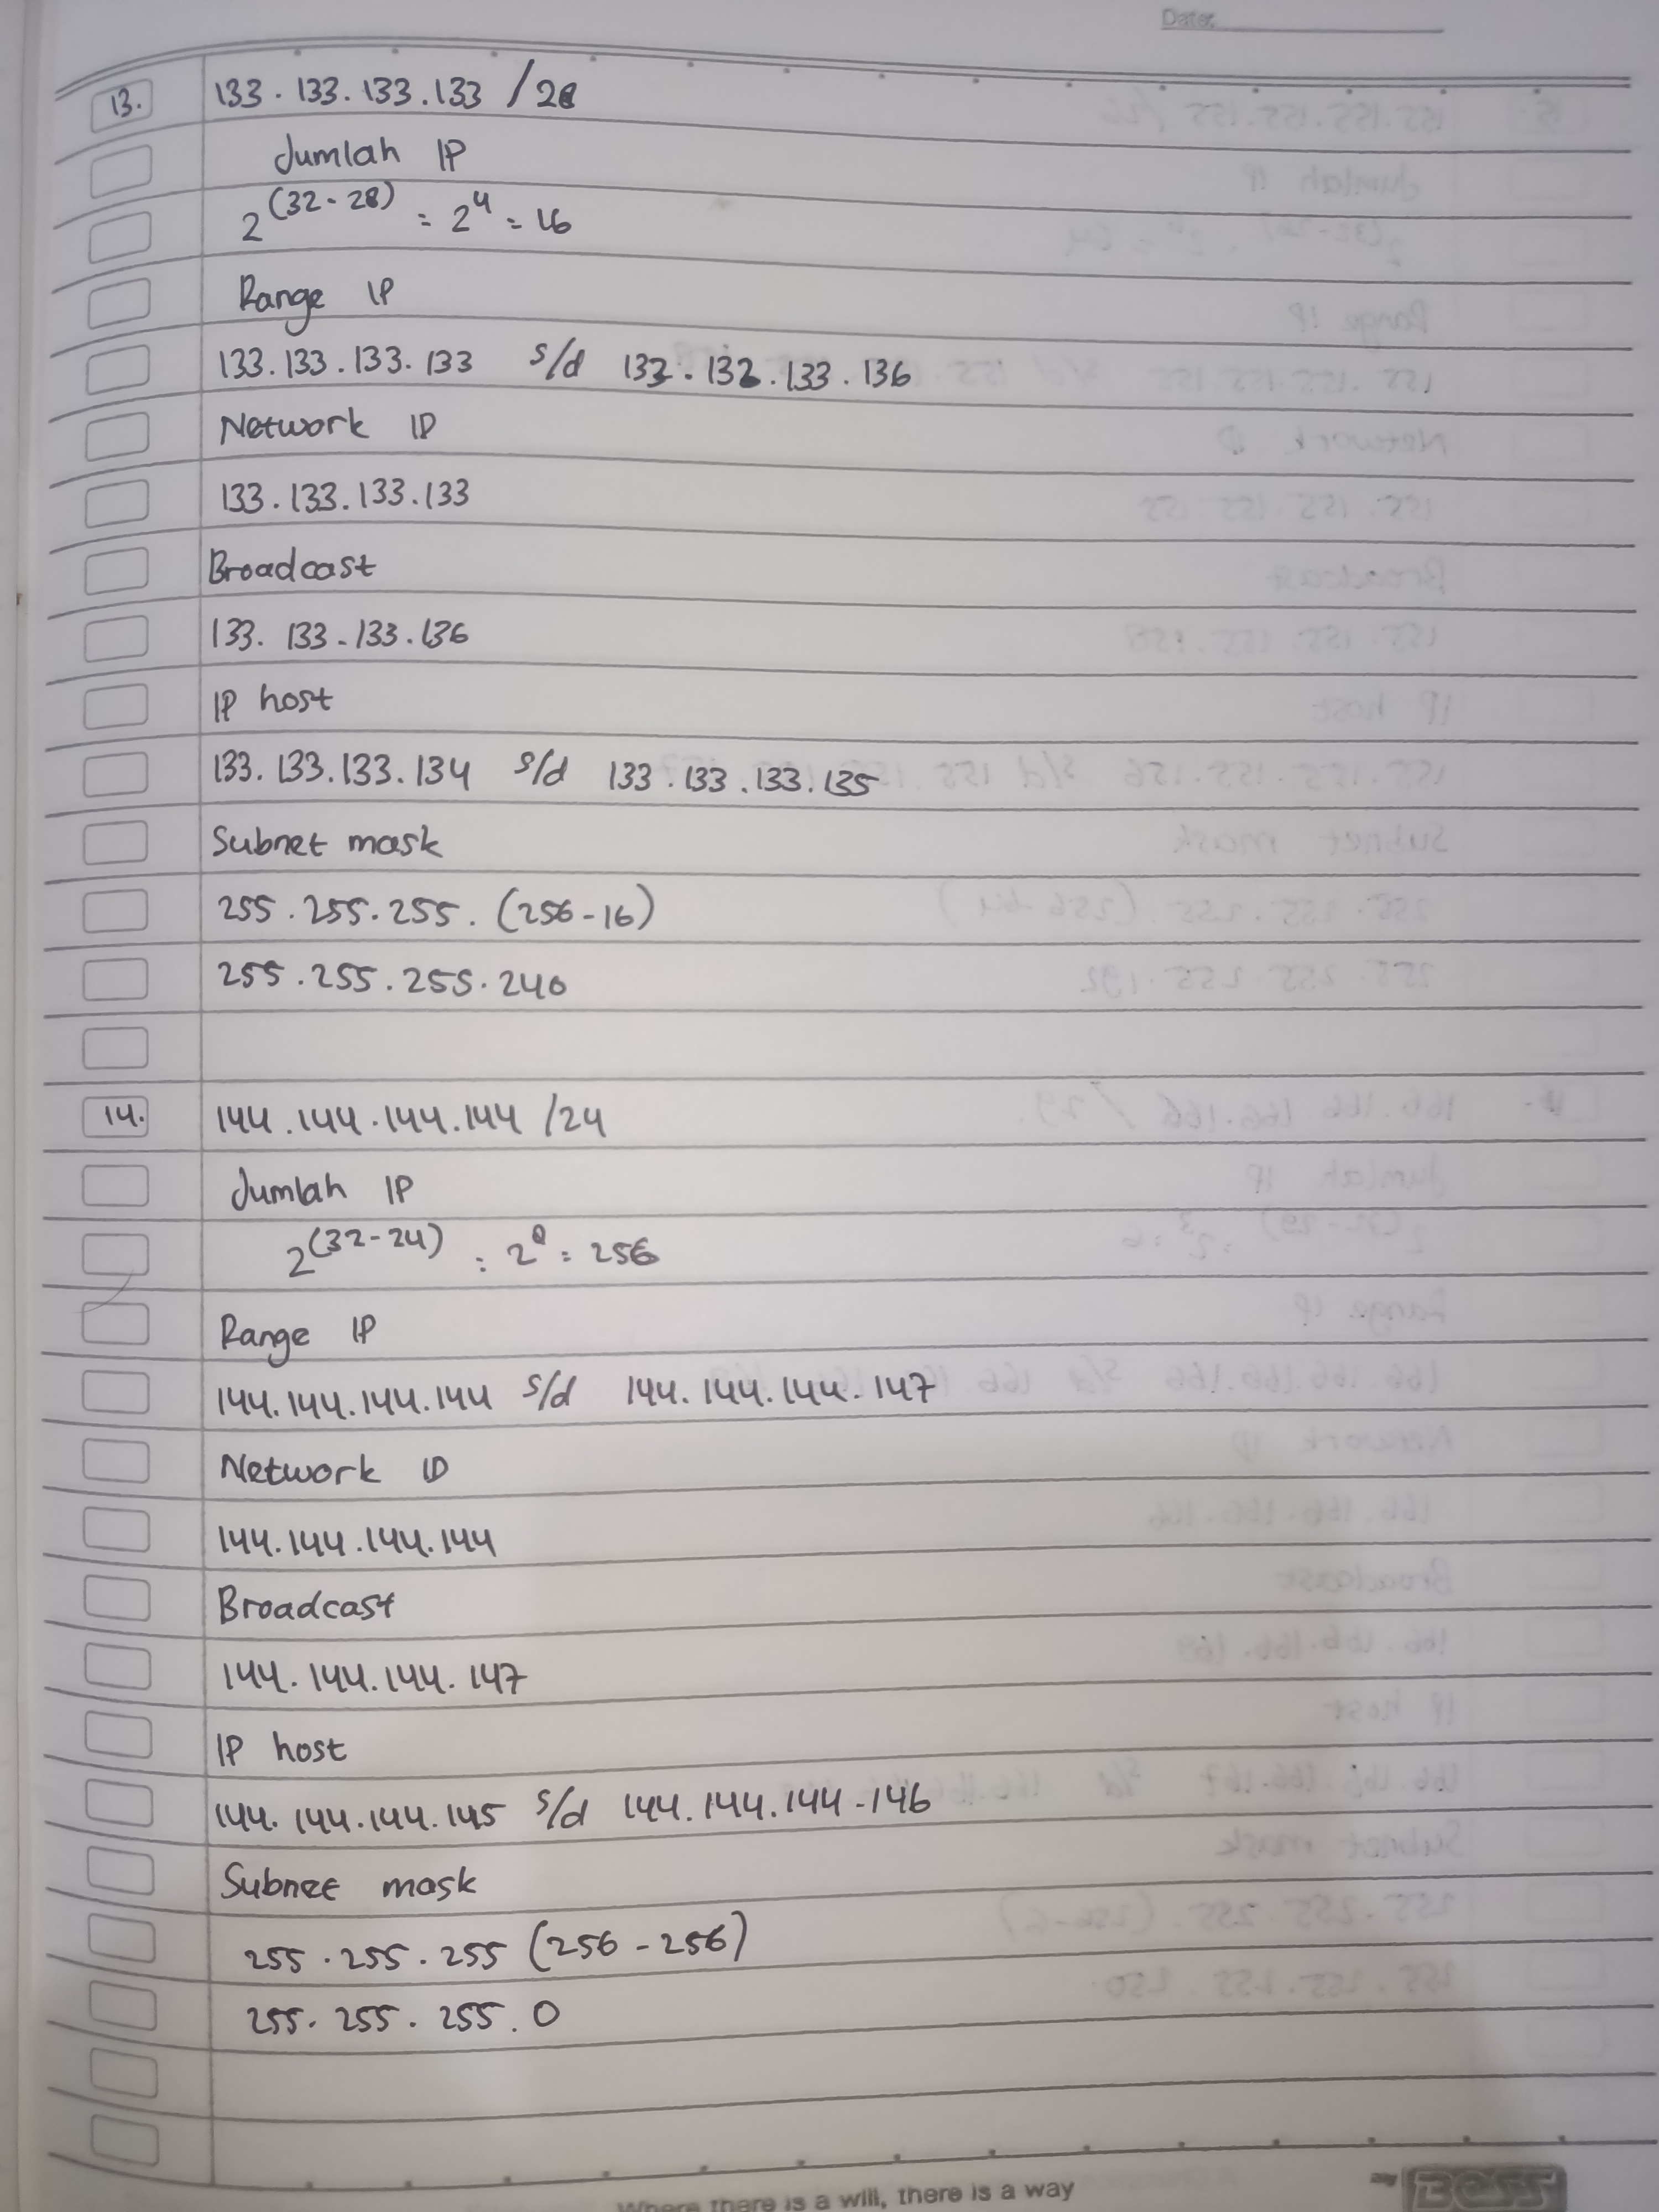 Date:
13. 133.133.133.133 /28
Jumlah IP
2^(32-28) = 2^4 = 16
Range IP
133.133.133.133 s/d 133.133.133.136
Network ID
133.133.133.133
Broadcast
133.133-133.136
IP host
133.133.133.134 s/d 133.133.133.135
Subnet mask
255.255.255.(256-16)
255.255.255.240
14. 144.144.144.144 /24
Jumlah IP
2^(32-24) = 2^8 = 256
Range IP
144.144.144.144 s/d 144.144.144.147
Network ID
144.144.144.144
Broadcast
144.144.144.147
IP host
144.144.144.145 s/d 144.144.144-146
Subnet mask
255.255.255 (256-256)
255.255.255.0
Where there is a will, there is a way
my BOSS